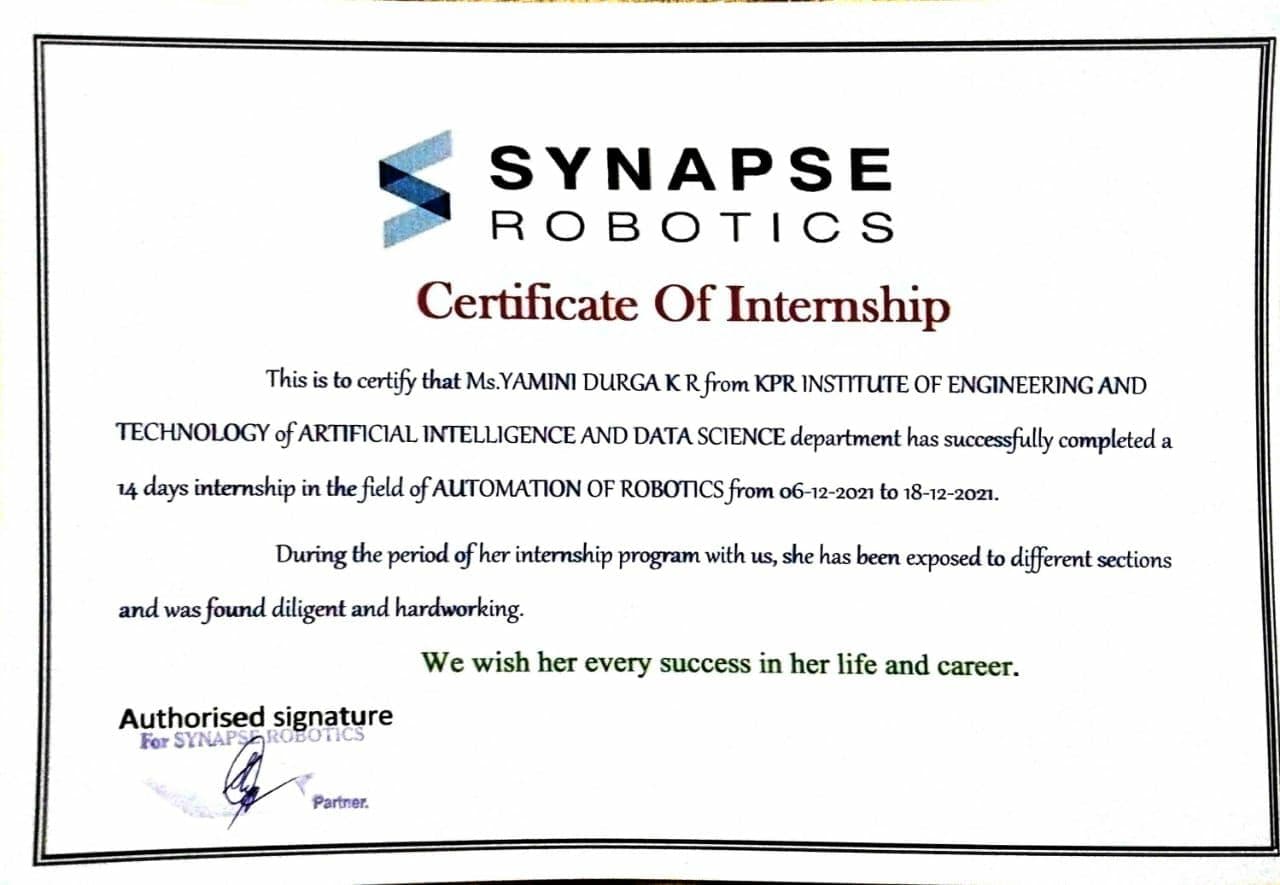 SYNAPSE
ROBOTICS
Certificate Of Internship
This is to certify that Ms.YAMINI DURGA K R from KPR INSTITUTE OF ENGINEERING AND
TECHNOLOGY of ARTIFICIAL INTELLIGENCE AND DATA SCIENCE department has successfully completed a
14 days internship in the field of AUTOMATION OF ROBOTICS from 06-12-2021 to 18-12-2021.
During the period of her internship program with us, she has been exposed to different sections
and was found diligent and hardworking.
We wish her every success in her life and career.
Authorised signature
For SYNAPSE ROBOTICS
Partner.